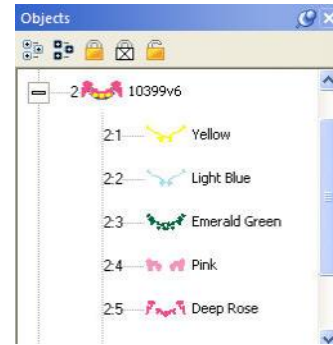 Objects
2 10399v6
2:1 Yellow
2:2 Light Blue
2:3 Emerald Green
2:4 Pink
2:5 Deep Rose